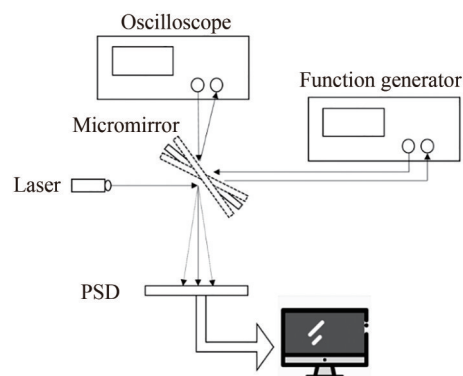 Oscilloscope
Function generator
Micromirror
Laser
PSD